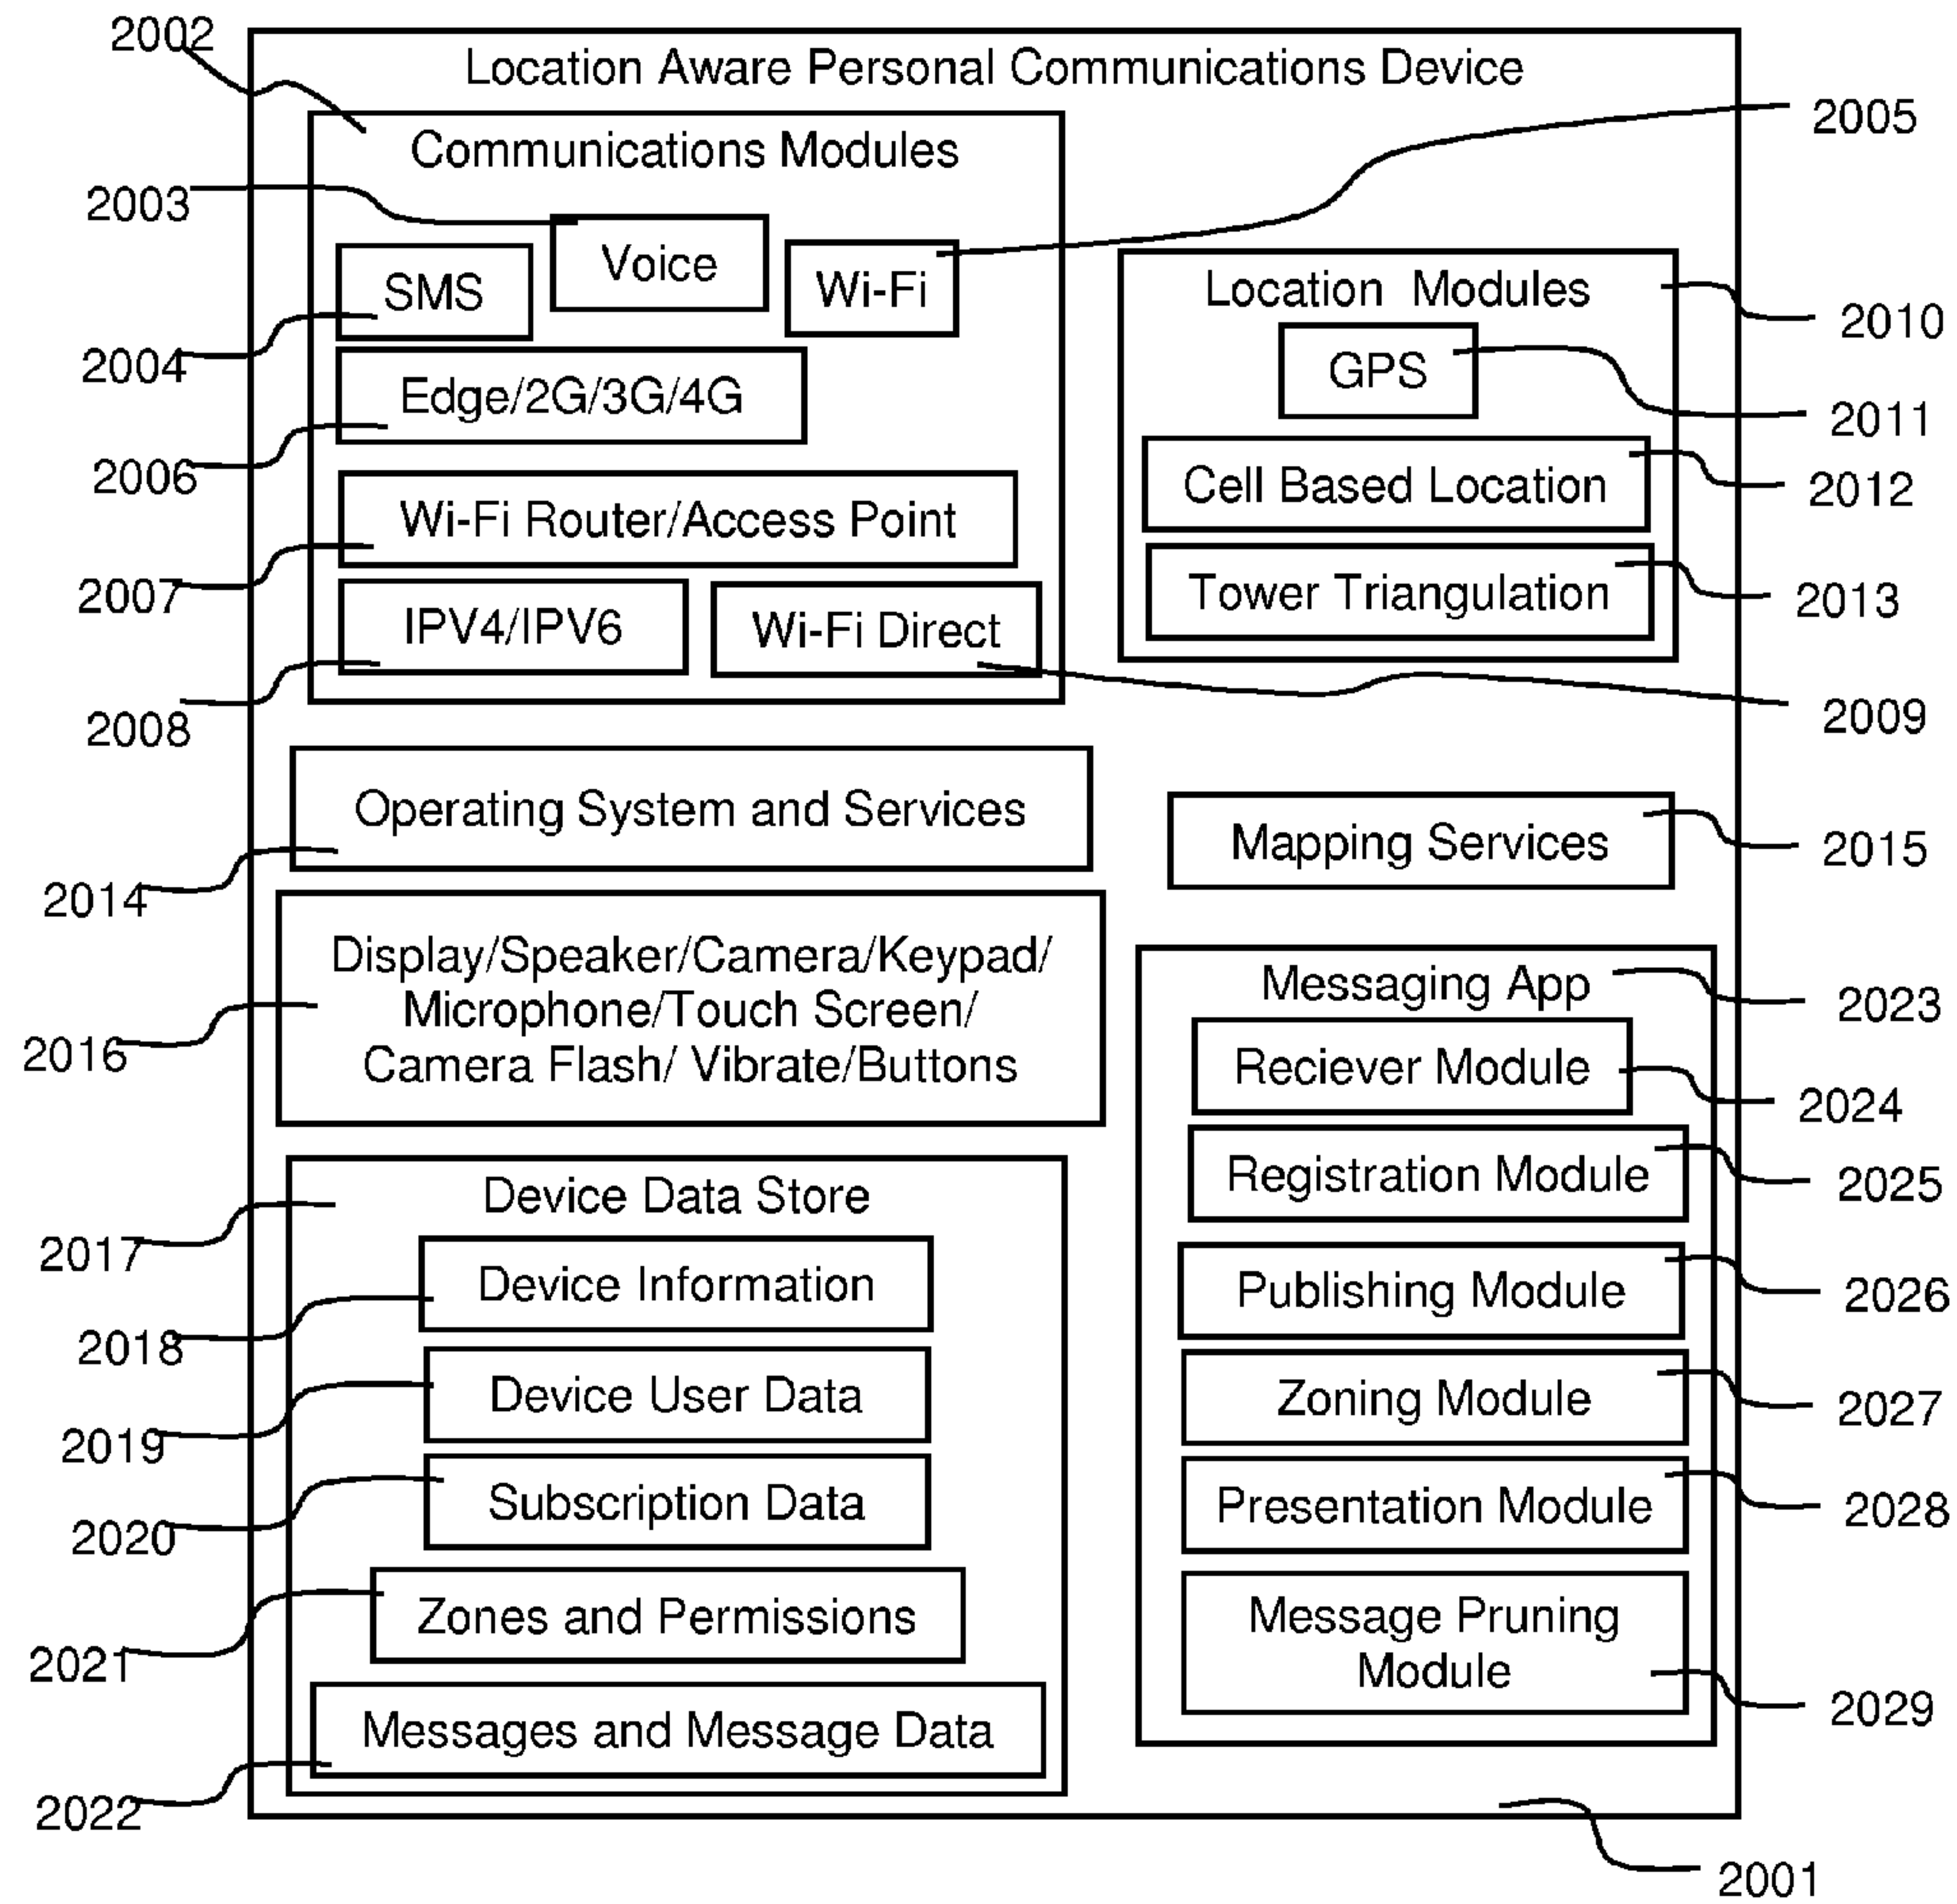 2002
Location Aware Personal Communications Device
Communications Modules
2005
2003
Voice
SMS
Wi-Fi
Location Modules
2010
2004
GPS
Edge/2G/3G/4G
2011
2006
Cell Based Location
2012
Wi-Fi Router/Access Point
2007
Tower Triangulation
2013
IPV4/IPV6
Wi-Fi Direct
2008
2009
Operating System and Services
Mapping Services
2015
2014
Display/Speaker/Camera/Keypad/
Microphone/Touch Screen/
Camera Flash/ Vibrate/Buttons
2016
Messaging App
2023
Reciever Module
2024
Registration Module
2025
Device Data Store
2017
Device Information
Publishing Module
2026
2018
Device User Data
Zoning Module
2027
2019
Subscription Data
Presentation Module
2028
2020
Zones and Permissions
Message Pruning
Module
2021
2029
Messages and Message Data
2022
2001